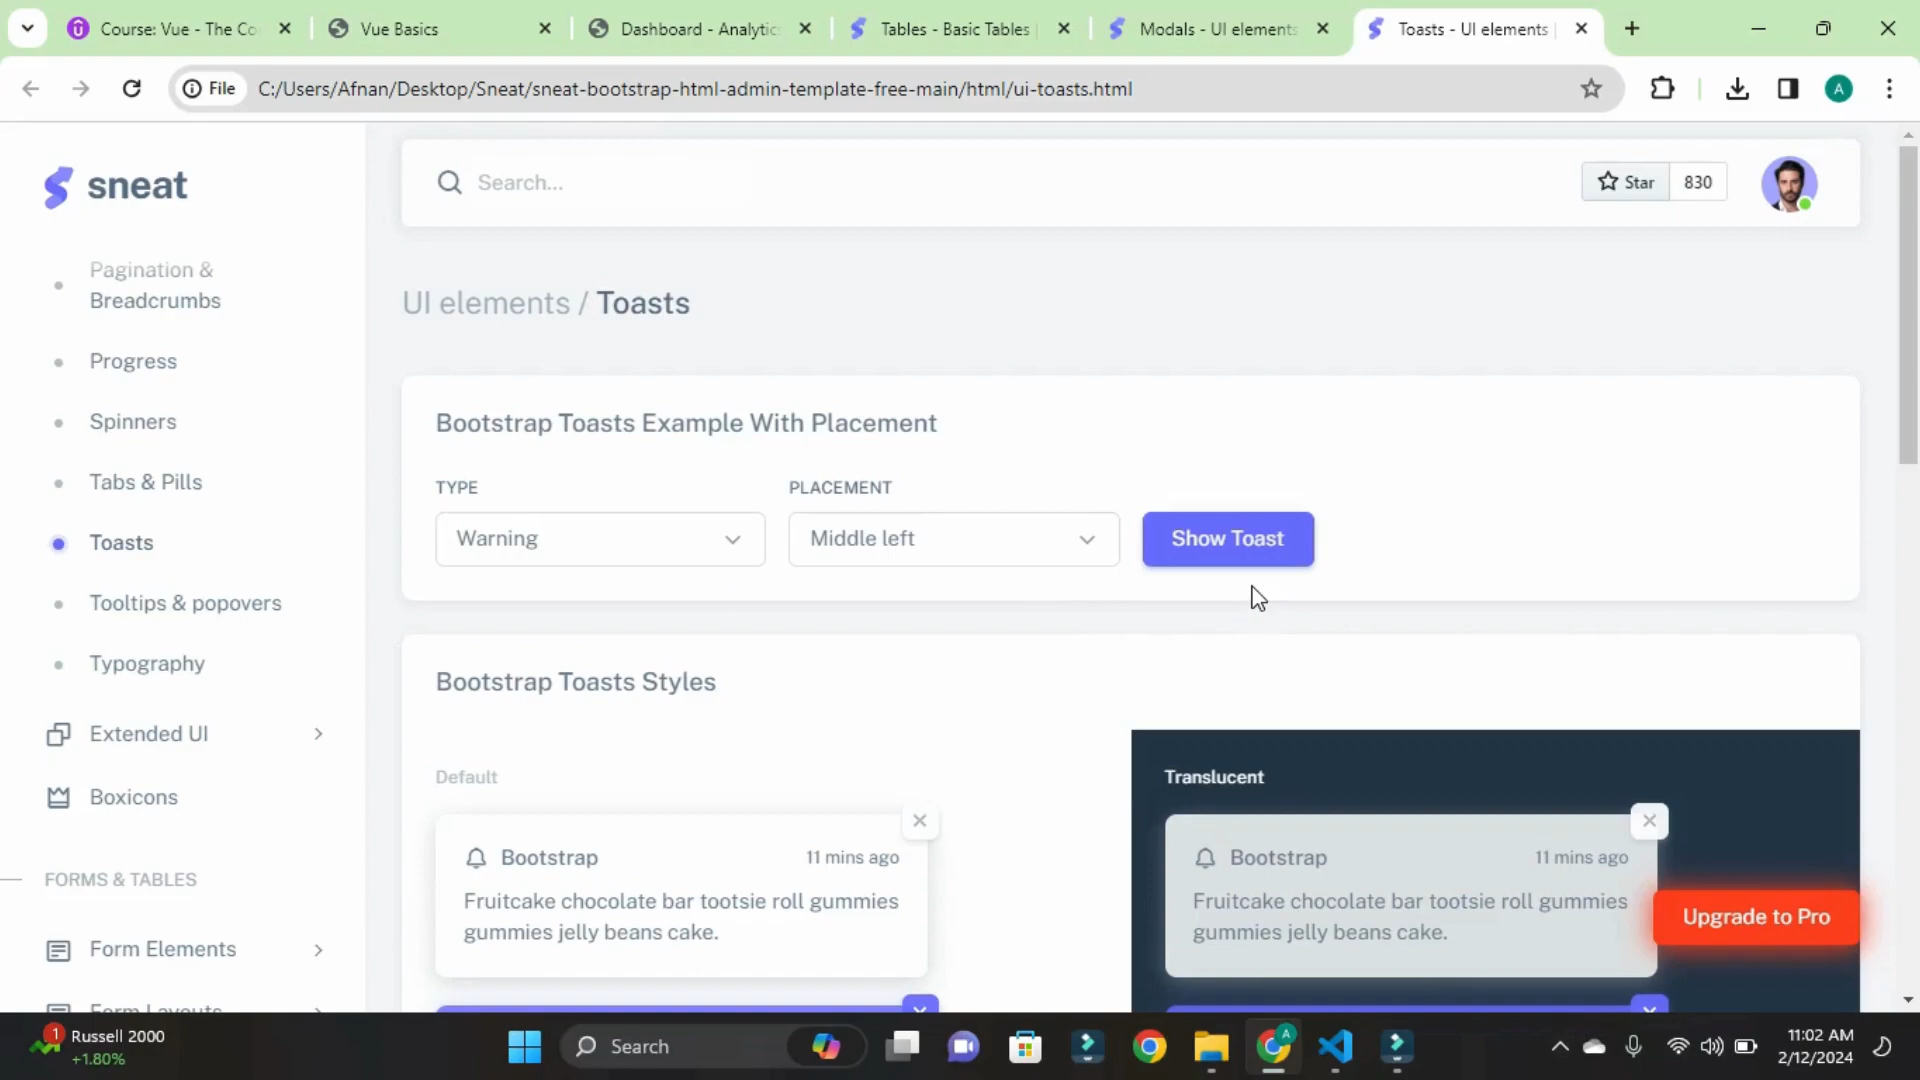 Course: Vue - The Co
Vue Basics
Dashboard - Analytic
Tables - Basic Tables
Modals - UI elements
Toasts - UI elements
File
C:/Users/Afnan/Desktop/Sneat/sneat-bootstrap-html-admin-template-free-main/html/ui-toasts.html
A
sneat
Search...
Star
830
Pagination &
Breadcrumbs
Progress
Spinners
Tabs & Pills
Toasts
Tooltips & popovers
Typography
Extended UI
Boxicons
FORMS & TABLES
Form Elements
Form Layouts
UI elements / Toasts
Bootstrap Toasts Example With Placement
TYPE
PLACEMENT
Warning
Middle left
Show Toast
Bootstrap Toasts Styles
Default
Bootstrap
11 mins ago
Fruitcake chocolate bar tootsie roll gummies
gummies jelly beans cake.
Translucent
Bootstrap
11 mins ago
Fruitcake chocolate bar tootsie roll gummies
gummies jelly beans cake.
Upgrade to Pro
1
Russell 2000
+1.80%
Search
A
11:02 AM
2/12/2024